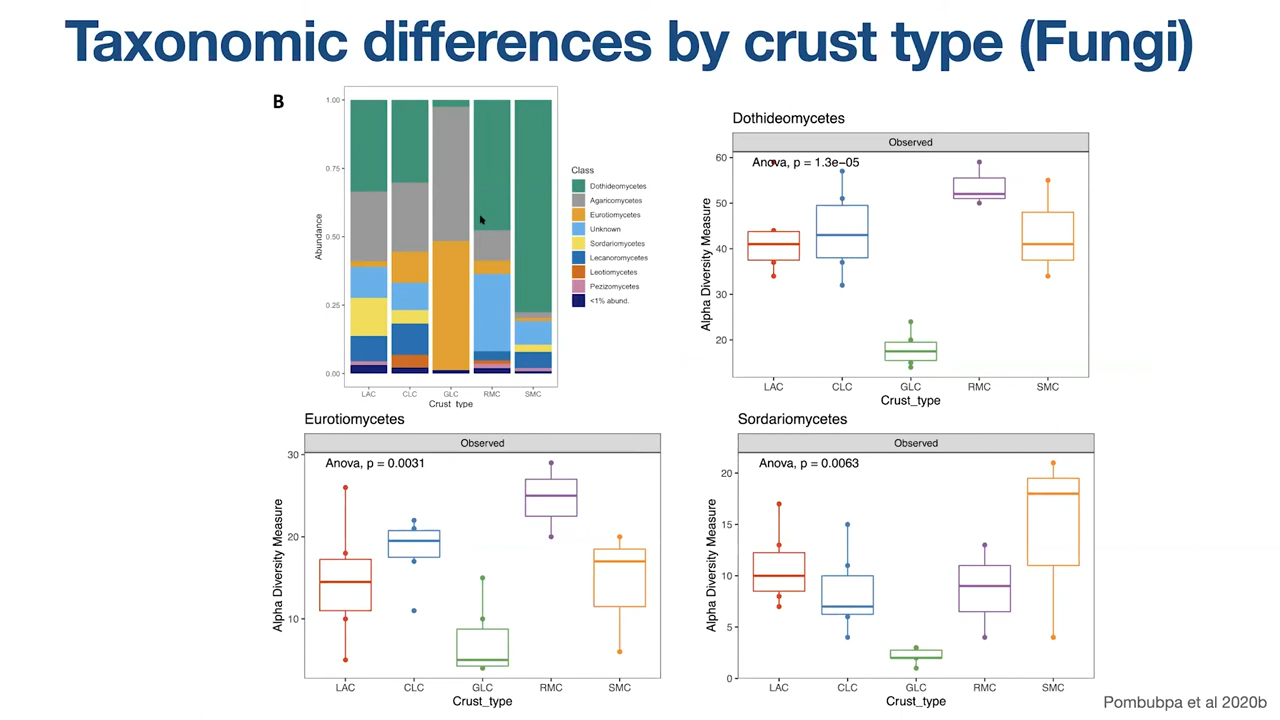 Taxonomic differences by crust type (Fungi)
B
1.00
0.75
0.50
0.25
0.00
Abundance
LAC CLC GLC RMC SMC
Crust_type
Class
Dothideomycetes
Agaricomycetes
Eurotiomycetes
Unknown
Sordariomycetes
Lecanoromycetes
Leotiomycetes
Pezizomycetes
<1% abund.
Dothideomycetes
Observed
Anova, p = 1.3e−05
60
50
40
30
20
Alpha Diversity Measure
LAC CLC GLC RMC SMC
Crust_type
Eurotiomycetes
Observed
Anova, p = 0.0031
30
20
10
Alpha Diversity Measure
LAC CLC GLC RMC SMC
Crust_type
Sordariomycetes
Observed
Anova, p = 0.0063
20
15
10
5
0
Alpha Diversity Measure
LAC CLC GLC RMC SMC
Crust_type
Pombubpa et al 2020b